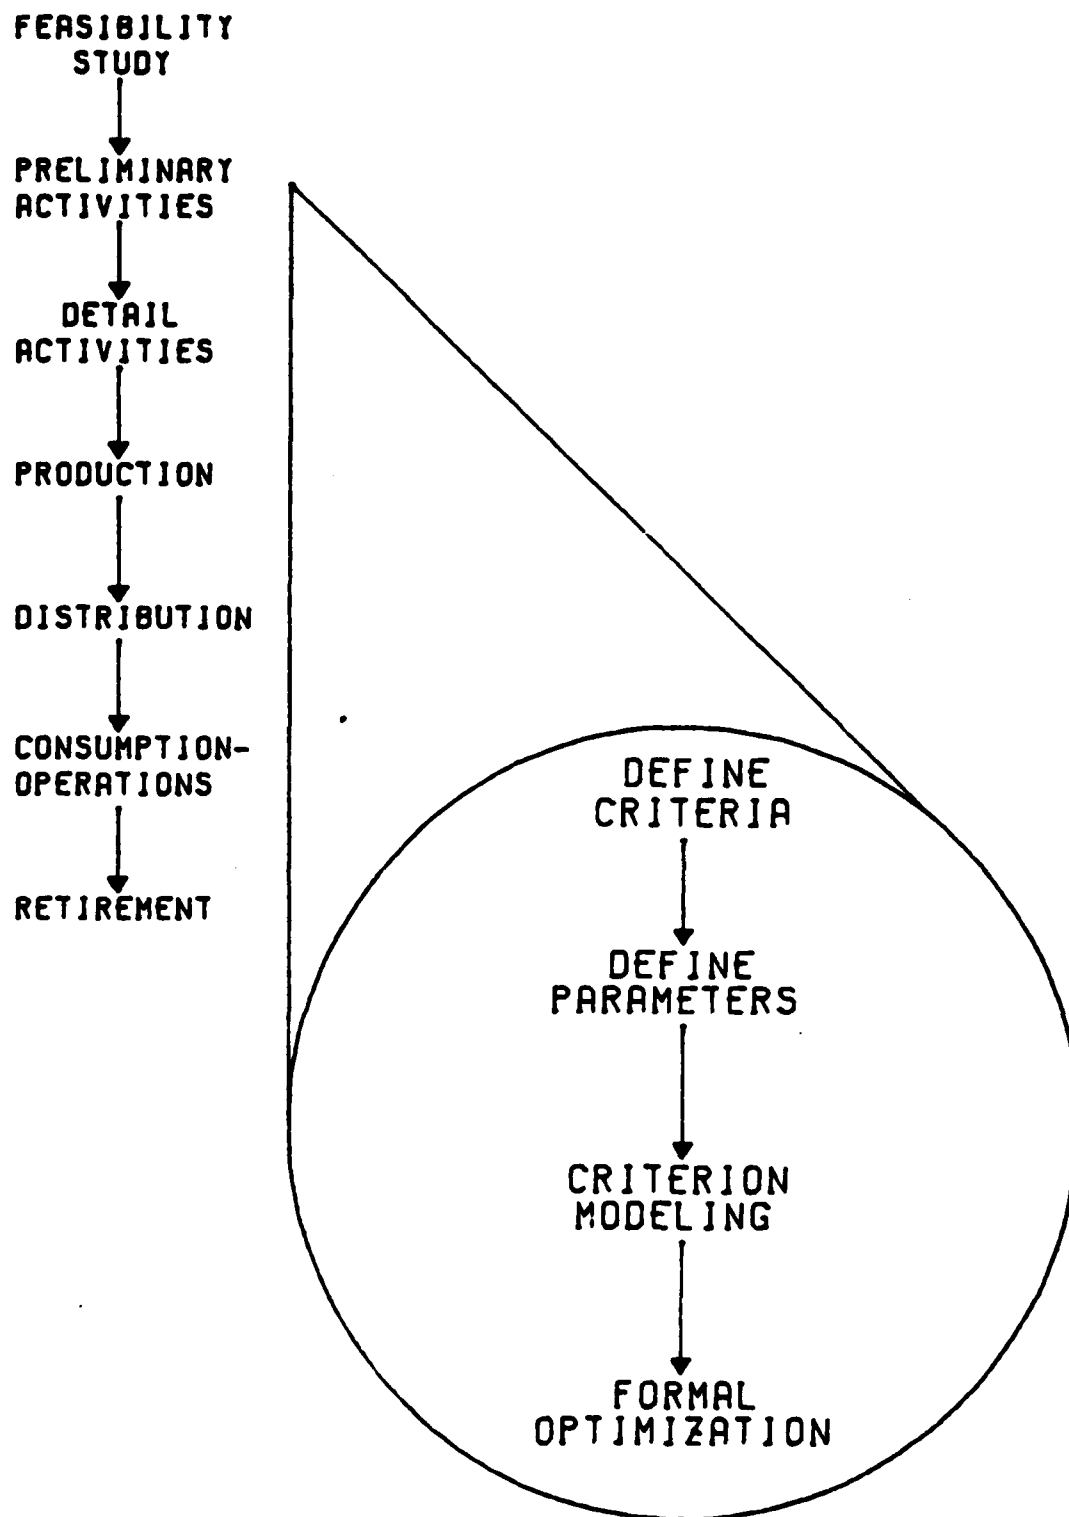 FEASIBILITY
STUDY
PRELIMINARY
ACTIVITIES
DETAIL
ACTIVITIES
PRODUCTION
DISTRIBUTION
CONSUMPTION-
OPERATIONS
RETIREMENT
DEFINE
CRITERIA
DEFINE
PARAMETERS
CRITERION
MODELING
FORMAL
OPTIMIZATION